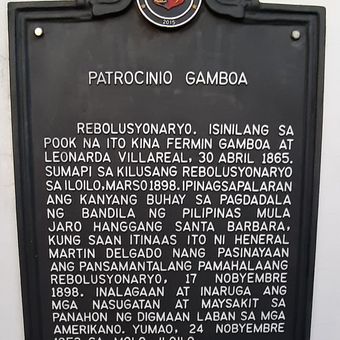 2015
PATROCINIO GAMBOA
REBOLUSYONARYO. ISINILANG SA
POOK NA ITO KINA FERMIN GAMBOA AT
LEONARDA VILLAREAL, 30 ABRIL 1865.
SUMAPI SA KILUSANG REBOLUSYONARYO
SA ILOILO, MARSO 1898. IPINAGSAPALARAN
ANG KANYANG BUHAY SA PAGDADALA
NG BANDILA NG PILIPINAS MULA
JARO HANGGANG SANTA BARBARA,
KUNG SAAN ITINAAS ITO NI HENERAL
MARTIN DELGADO NANG PASINAYAAN
ANG PANSAMANTALANG PAMAHALAANG
REBOLUSYONARYO, 17 NOBYEMBRE
1898. INALAGAAN AT INARUGA ANG
MGA NASUGATAN AT MAYSAKIT SA
PANAHON NG DIGMAAN LABAN SA MGA
AMERIKANO. YUMAO, 24 NOBYEMBRE
SA MOLO, ILOILO